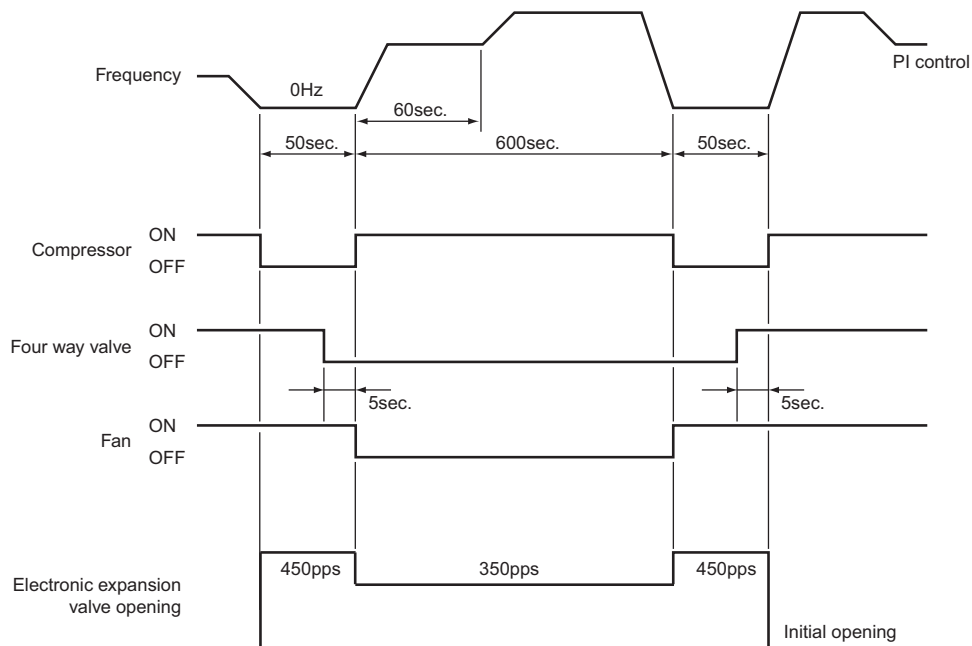 PI control
Frequency
0Hz
60sec.
50sec.
600sec.
50sec.
ON
Compressor
OFF
ON
Four way valve
OFF
5sec.
5sec.
ON
Fan
OFF
450pps
350pps
450pps
Electronic expansion
valve opening
Initial opening